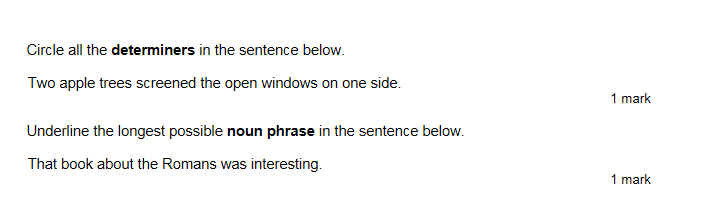 Circle all the determiners in the sentence below.
Two apple trees screened the open windows on one side.
1 mark
Underline the longest possible noun phrase in the sentence below.
That book about the Romans was interesting.
1 mark